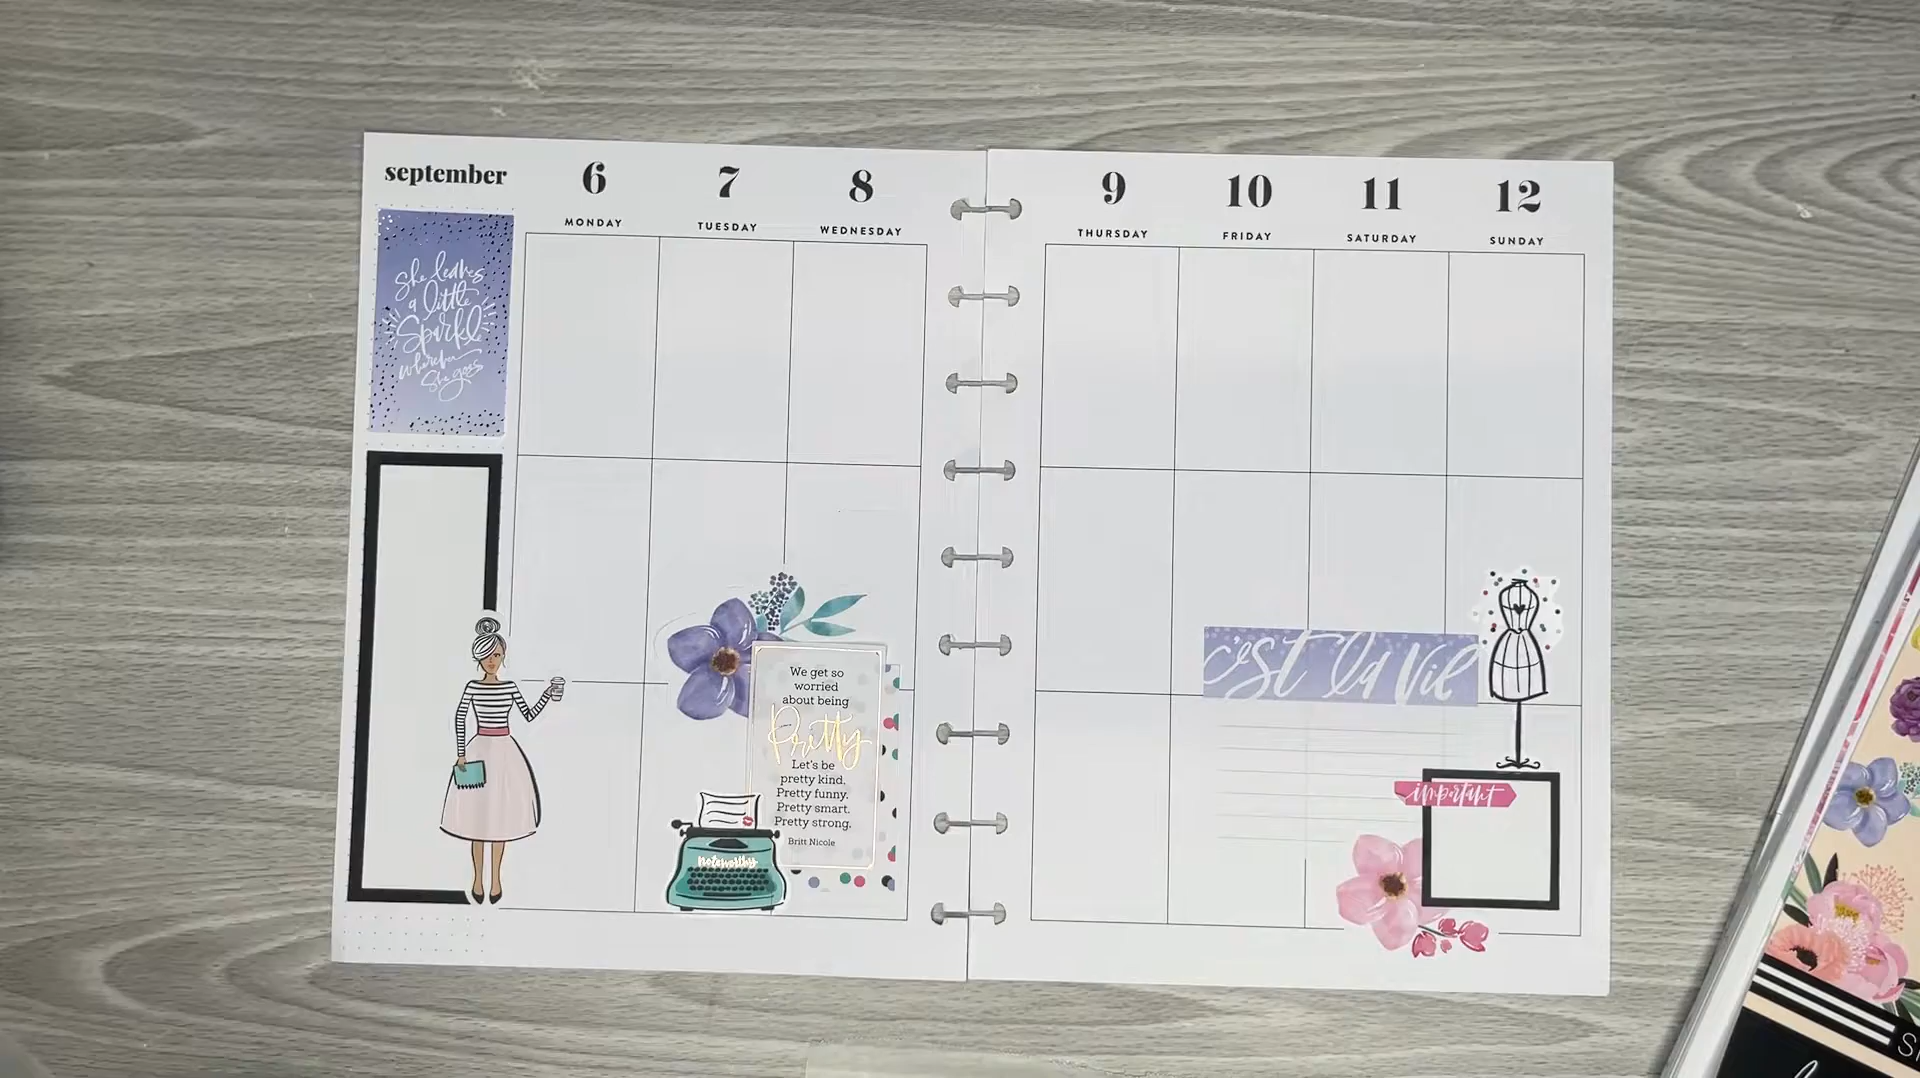 september
6
MONDAY
7
TUESDAY
8
WEDNESDAY
9
THURSDAY
10
FRIDAY
11
SATURDAY
12
SUNDAY
She leaves
a little
Sparkle
wherever
She goes
We get so
worried
about being
Pretty
Let's be
pretty kind.
Pretty funny.
Pretty smart.
Pretty strong.
Britt Nicole
noteworthy
c'est la vie
important